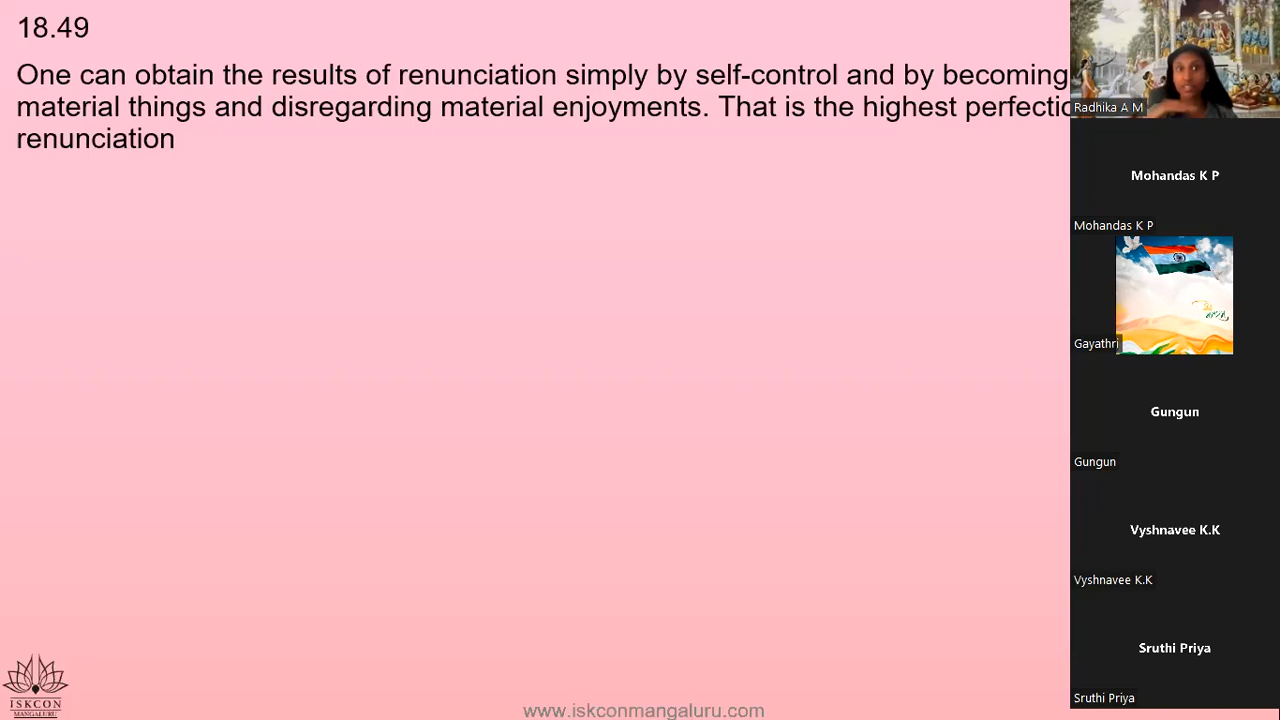 18.49
One can obtain the results of renunciation simply by self-control and by becoming
material things and disregarding material enjoyments. That is the highest
renunciation
Radhika A M
Mohandas K P
Mohandas K P
Gayathri
Gungun
Gungun
Vyshnavee K.K
Vyshnavee K.K
Sruthi Priya
Sruthi Priya
ISKCON
MANGALURU
www.iskconmangaluru.com